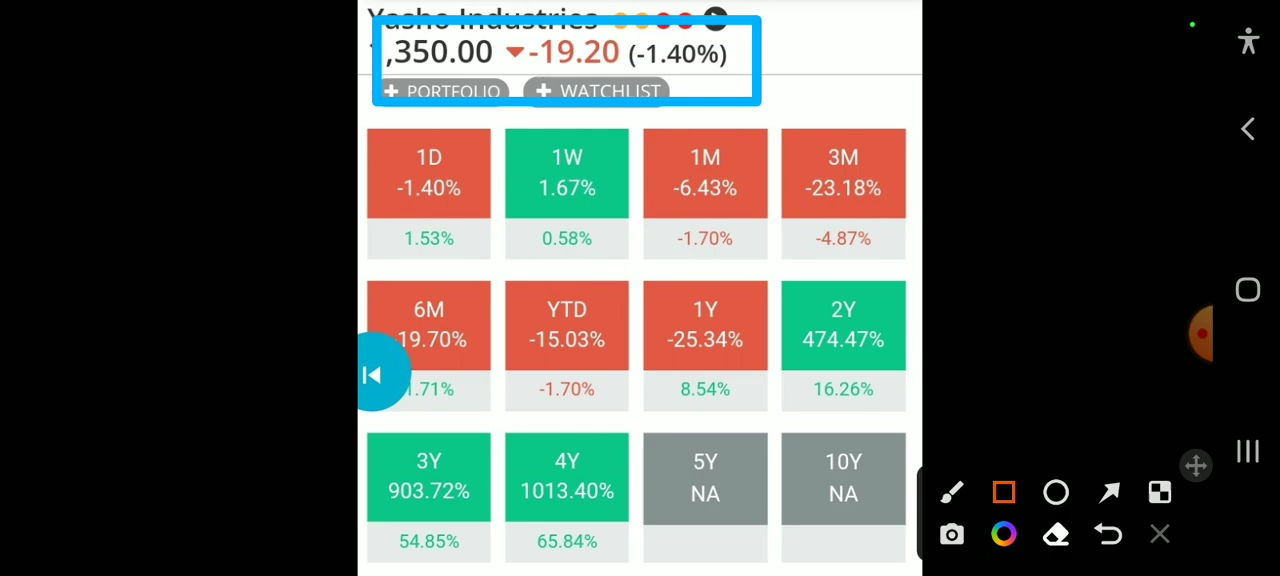 Yasho Industries
,350.00 -19.20 (-1.40%)
+ PORTFOLIO + WATCHLIST
1D 1W 1M 3M
-1.40% 1.67% -6.43% -23.18%
1.53% 0.58% -1.70% -4.87%
6M YTD 1Y 2Y
19.70% -15.03% -25.34% 474.47%
.71% -1.70% 8.54% 16.26%
3Y 4Y 5Y 10Y
903.72% 1013.40% NA NA
54.85% 65.84%